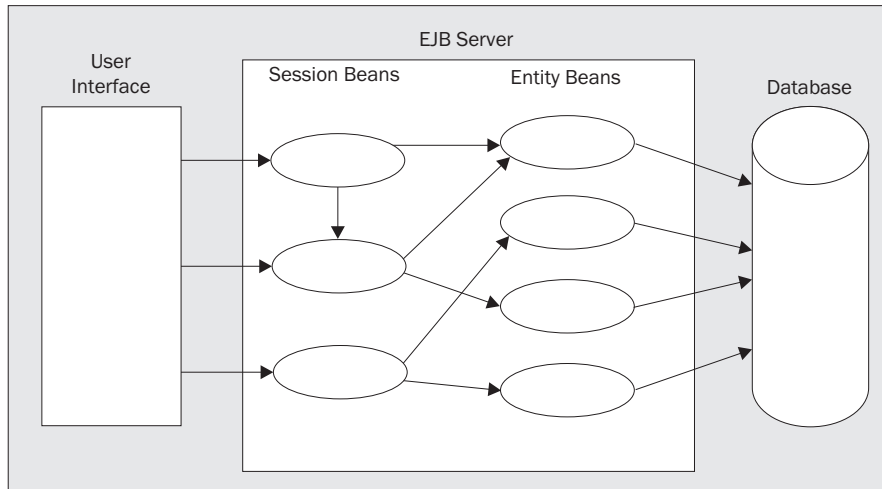 EJB Server
User
Interface
Session Beans
Entity Beans
Database